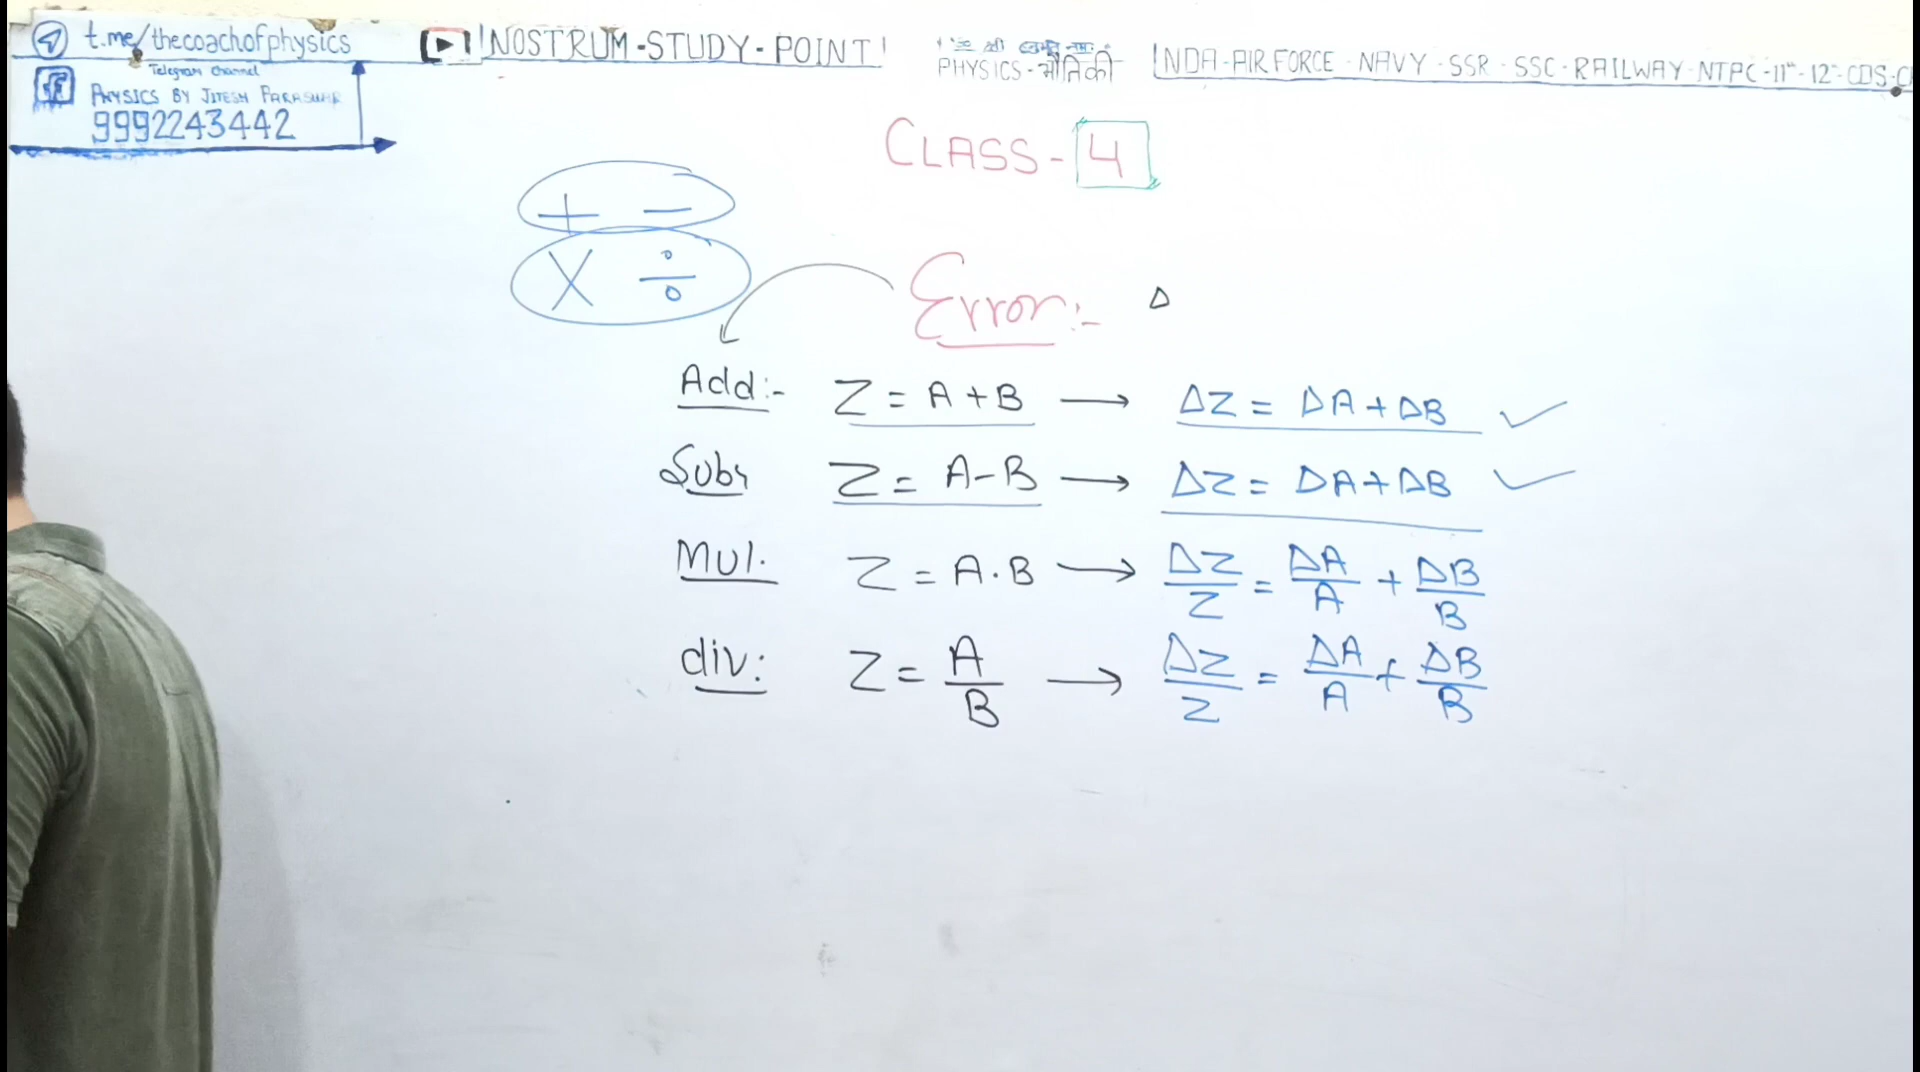 t.me/thecoachofphysics
Telegram channel
PHYSICS BY JITESH PARASHAR
9992243442
NOSTRUM-STUDY-POINT
PHYSICS-भौतिकी
NDA-AIR FORCE-NAVY-SSR-SSC-RAILWAY-NTPC-11th-12th-CDS-
CLASS-4
+ −
× ÷
Error:- Δ
Add:- Z = A + B → ΔZ = ΔA + ΔB ✓
Subs Z = A − B → ΔZ = ΔA + ΔB ✓
Mul. Z = A·B → ΔZ/Z = ΔA/A + ΔB/B
div: Z = A/B → ΔZ/Z = ΔA/A + ΔB/B